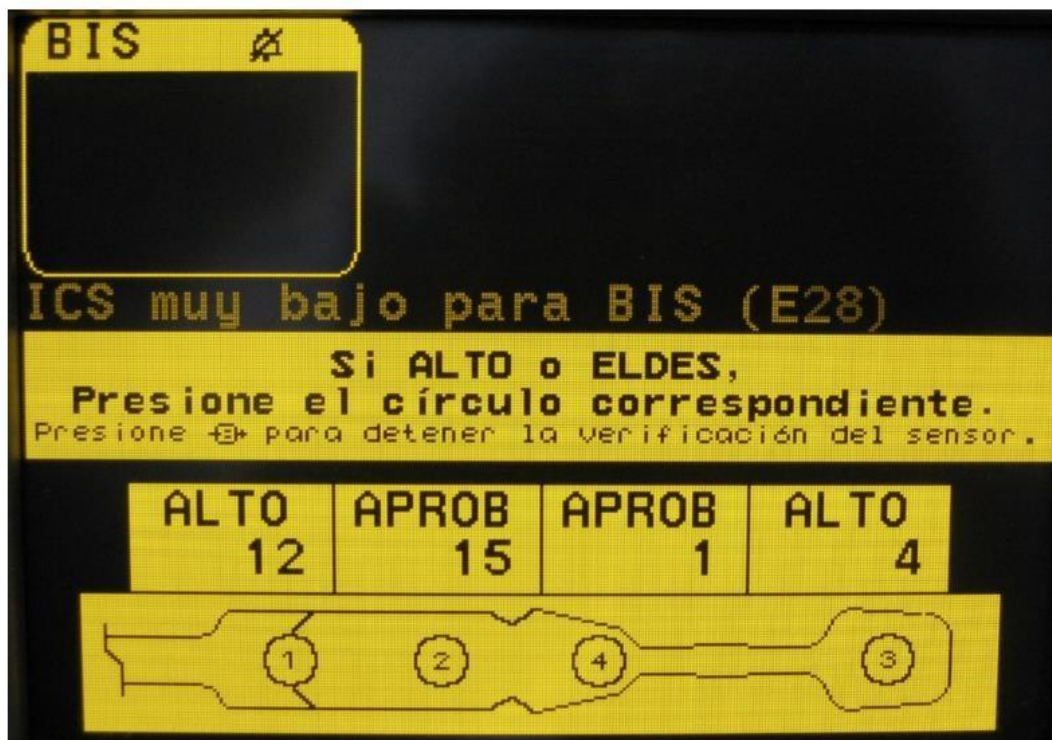 BIS
ICS muy bajo para BIS (E28)
Si ALTO o ELDES,
Presione el círculo correspondiente.
Presione para detener la verificación del sensor.
ALTO APROB APROB ALTO
12 15 1 4
1 2 4 3